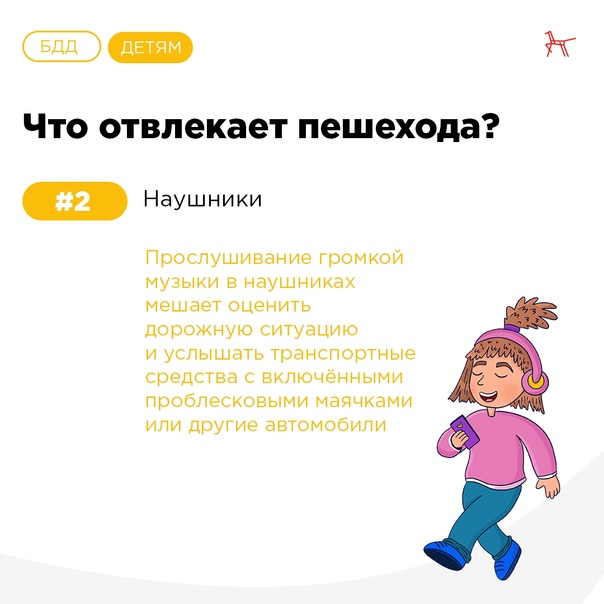 БДД
ДЕТЯМ
Что отвлекает пешехода?
#2
Наушники
Прослушивание громкой
музыки в наушниках
мешает оценить
дорожную ситуацию
и услышать транспортные
средства с включёнными
проблесковыми маячками
или другие автомобили